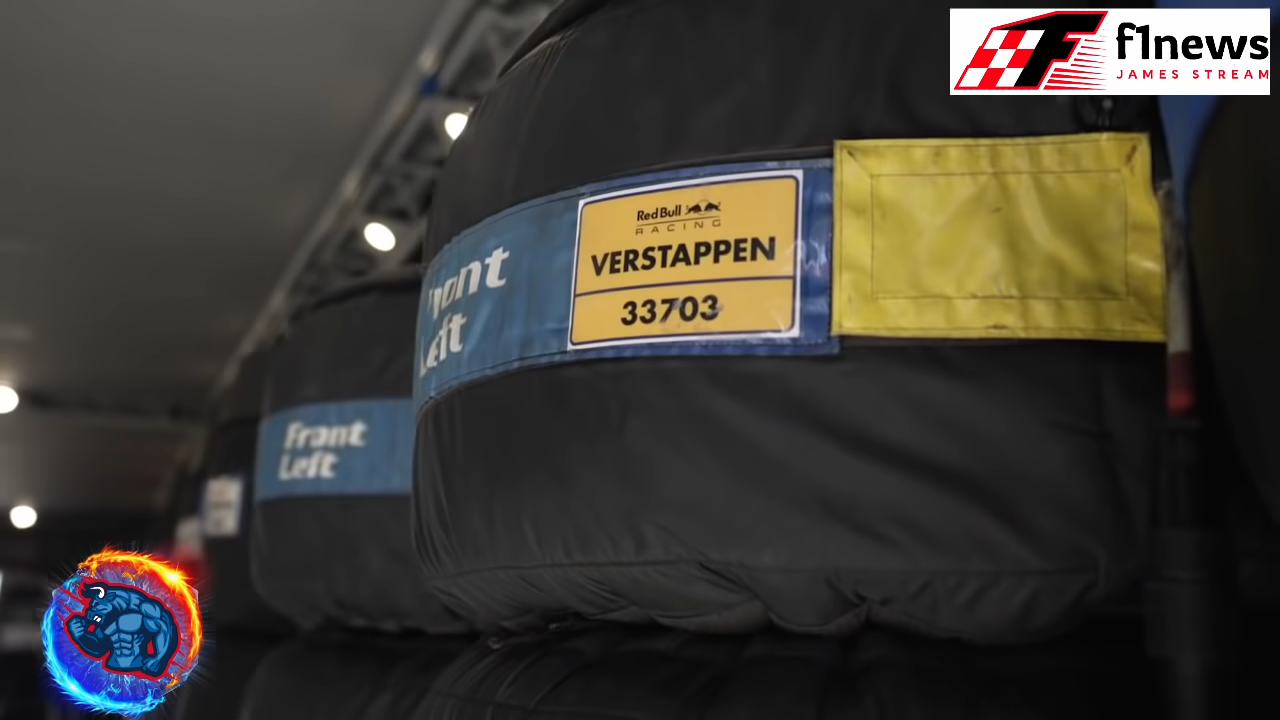 f1news
JAMES STREAM
Red Bull
RACING
VERSTAPPEN
33703
Front
Left
Front
Left